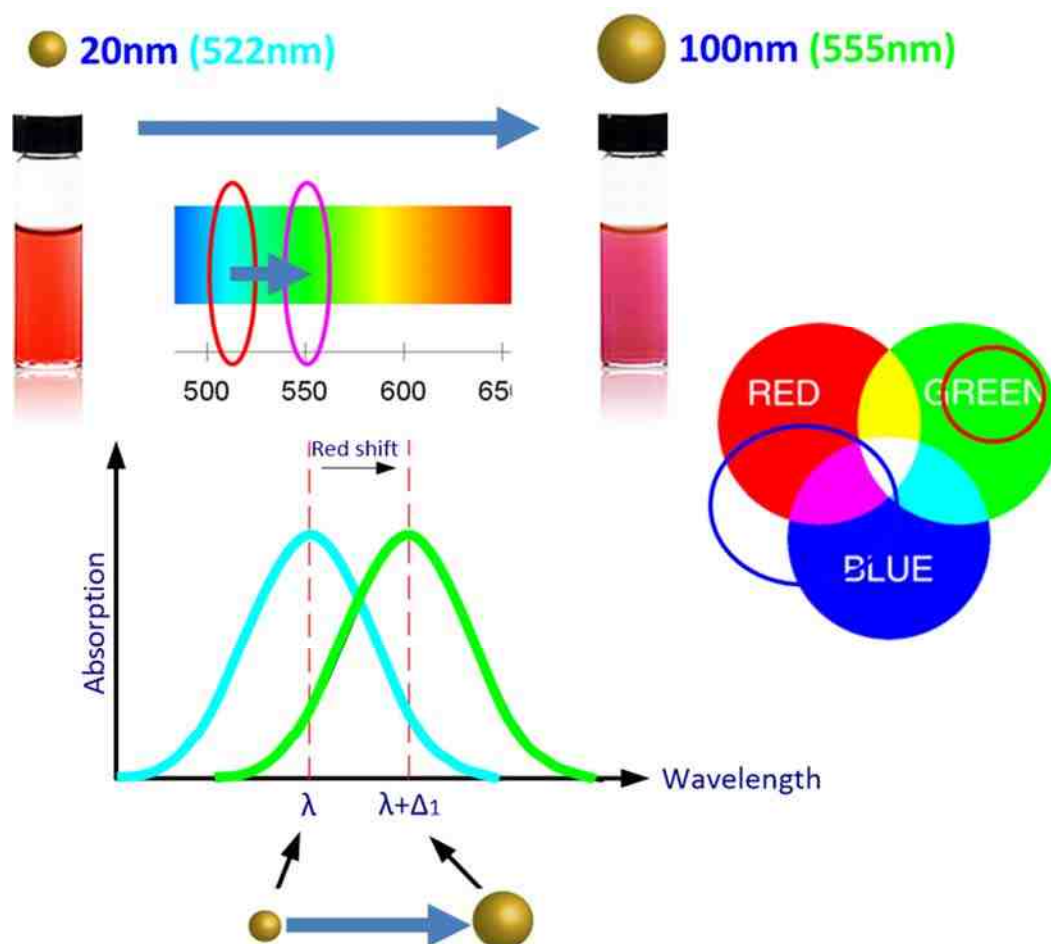 20nm (522nm)
100nm (555nm)
500 550 600
RED
GREEN
BLUE
Red shift
Absorption
Wavelength
λ
λ+Δ1